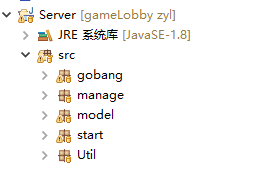 Server [gameLobby zyl]
JRE 系统库 [JavaSE-1.8]
src
gobang
manage
model
start
Util